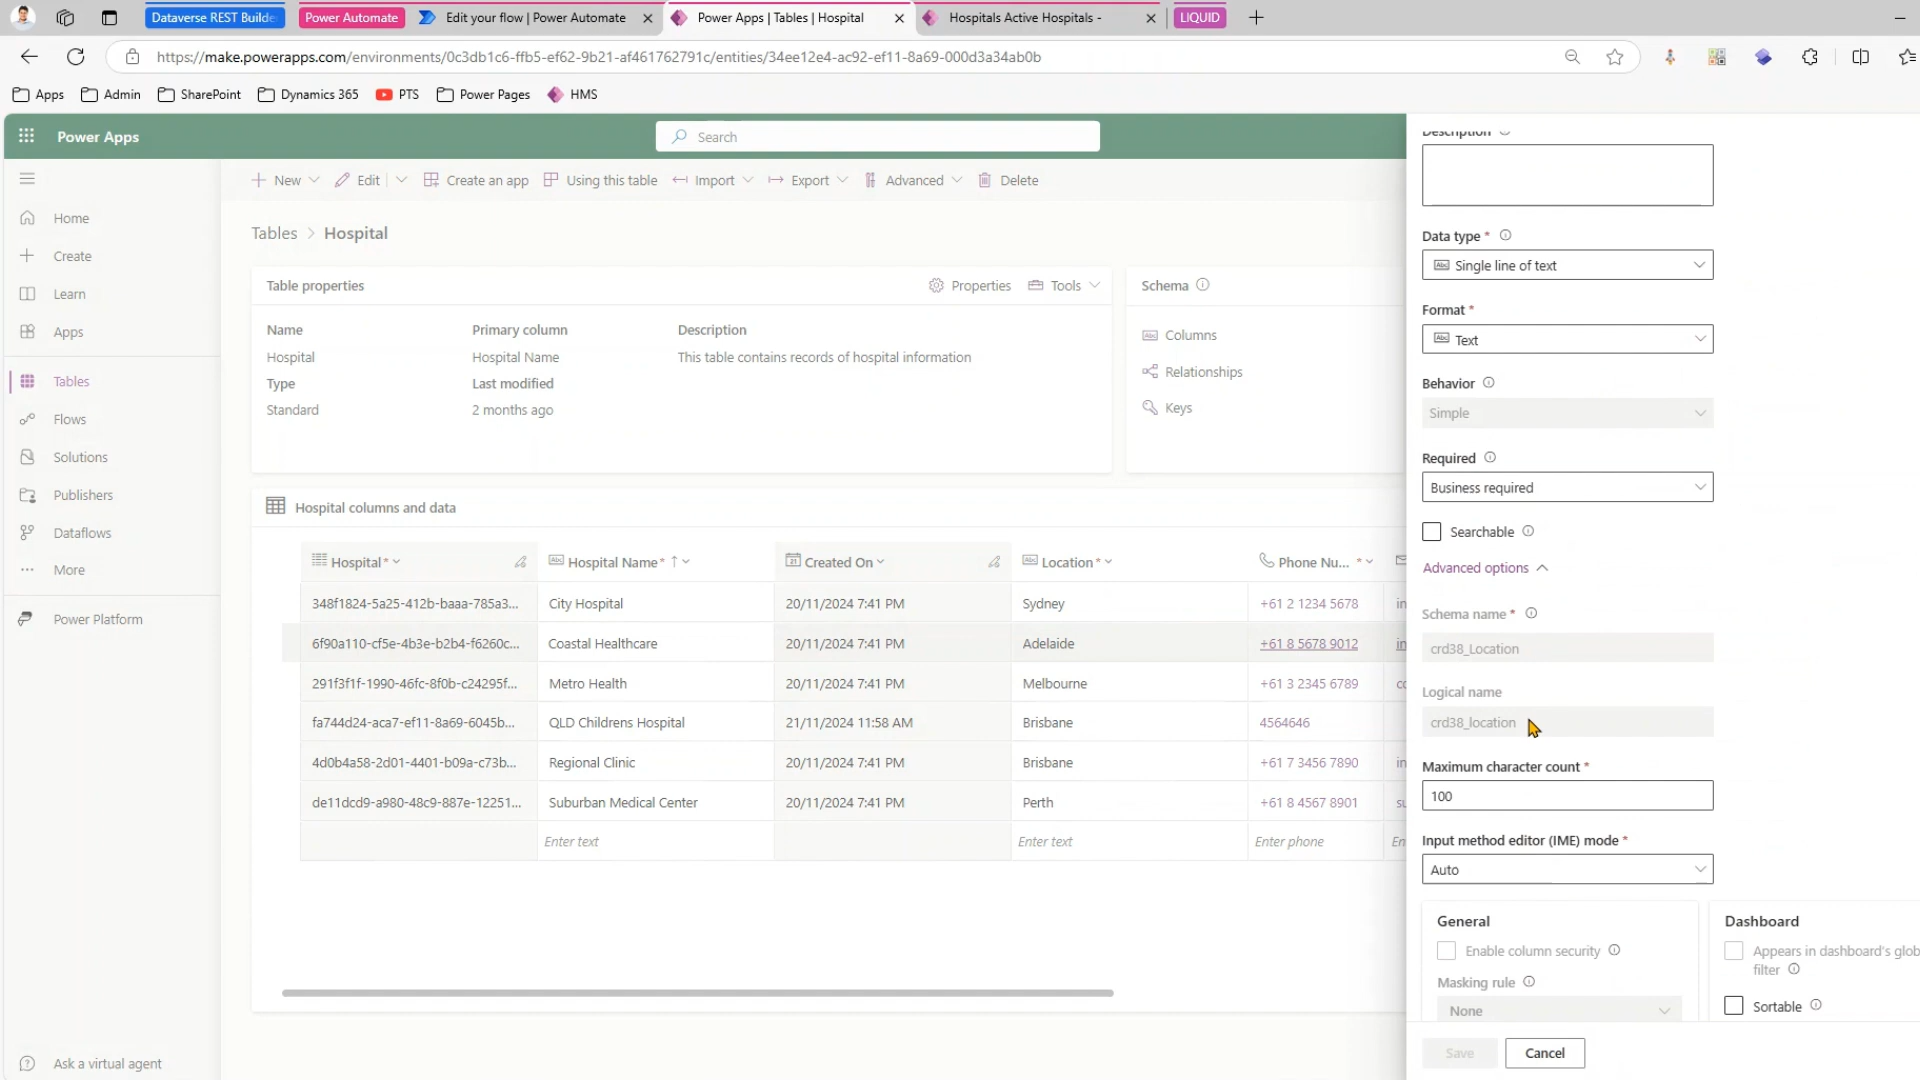 Dataverse REST Builde
Power Automate
Edit your flow | Power Automate
Power Apps | Tables | Hospital
Hospitals Active Hospitals -
LIQUID
https://make.powerapps.com/environments/0c3db1c6-ffb5-ef62-9b21-af461762791c/entities/34ee12e4-ac92-ef11-8a69-000d3a34ab0b
Apps
Admin
SharePoint
Dynamics 365
PTS
Power Pages
HMS
Power Apps
Search
Home
Create
Learn
Apps
Tables
Flows
Solutions
Publishers
Dataflows
More
Power Platform
Ask a virtual agent
New
Edit
Create an app
Using this table
Import
Export
Advanced
Delete
Tables > Hospital
Table properties
Properties
Tools
Name
Primary column
Description
Hospital
Hospital Name
This table contains records of hospital information
Type
Last modified
Standard
2 months ago
Schema
Columns
Relationships
Keys
Hospital columns and data
Hospital *
Hospital Name *
Created On
Location *
Phone Nu... *
348f1824-5a25-412b-baaa-785a3...
City Hospital
20/11/2024 7:41 PM
Sydney
+61 2 1234 5678
in
6f90a110-cf5e-4b3e-b2b4-f6260c...
Coastal Healthcare
20/11/2024 7:41 PM
Adelaide
+61 8 5678 9012
in
291f3f1f-1990-46fc-8f0b-c24295f...
Metro Health
20/11/2024 7:41 PM
Melbourne
+61 3 2345 6789
co
fa744d24-aca7-ef11-8a69-6045b...
QLD Childrens Hospital
21/11/2024 11:58 AM
Brisbane
4564646
4d0b4a58-2d01-4401-b09a-c73b...
Regional Clinic
20/11/2024 7:41 PM
Brisbane
+61 7 3456 7890
in
de11dcd9-a980-48c9-887e-12251...
Suburban Medical Center
20/11/2024 7:41 PM
Perth
+61 8 4567 8901
su
Enter text
Enter text
Enter phone
En
Description
Data type *
Single line of text
Format *
Text
Behavior
Simple
Required
Business required
Searchable
Advanced options
Schema name *
crd38_Location
Logical name
crd38_location
Maximum character count *
100
Input method editor (IME) mode *
Auto
General
Enable column security
Masking rule
None
Dashboard
Appears in dashboard's glob
filter
Sortable
Save
Cancel